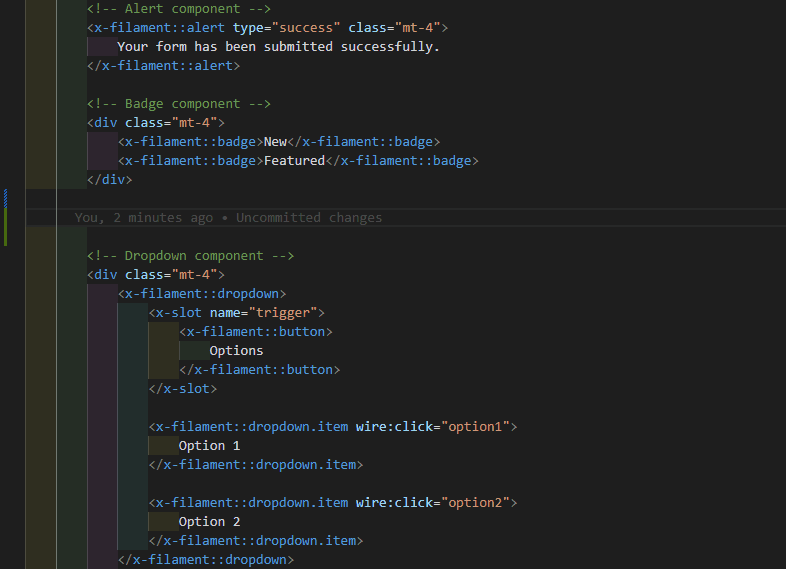 <!-- Alert component -->
<x-filament::alert type="success" class="mt-4">
Your form has been submitted successfully.
</x-filament::alert>
<!-- Badge component -->
<div class="mt-4">
<x-filament::badge>New</x-filament::badge>
<x-filament::badge>Featured</x-filament::badge>
</div>
You, 2 minutes ago • Uncommitted changes
<!-- Dropdown component -->
<div class="mt-4">
<x-filament::dropdown>
<x-slot name="trigger">
<x-filament::button>
Options
</x-filament::button>
</x-slot>
<x-filament::dropdown.item wire:click="option1">
Option 1
</x-filament::dropdown.item>
<x-filament::dropdown.item wire:click="option2">
Option 2
</x-filament::dropdown.item>
</x-filament::dropdown>